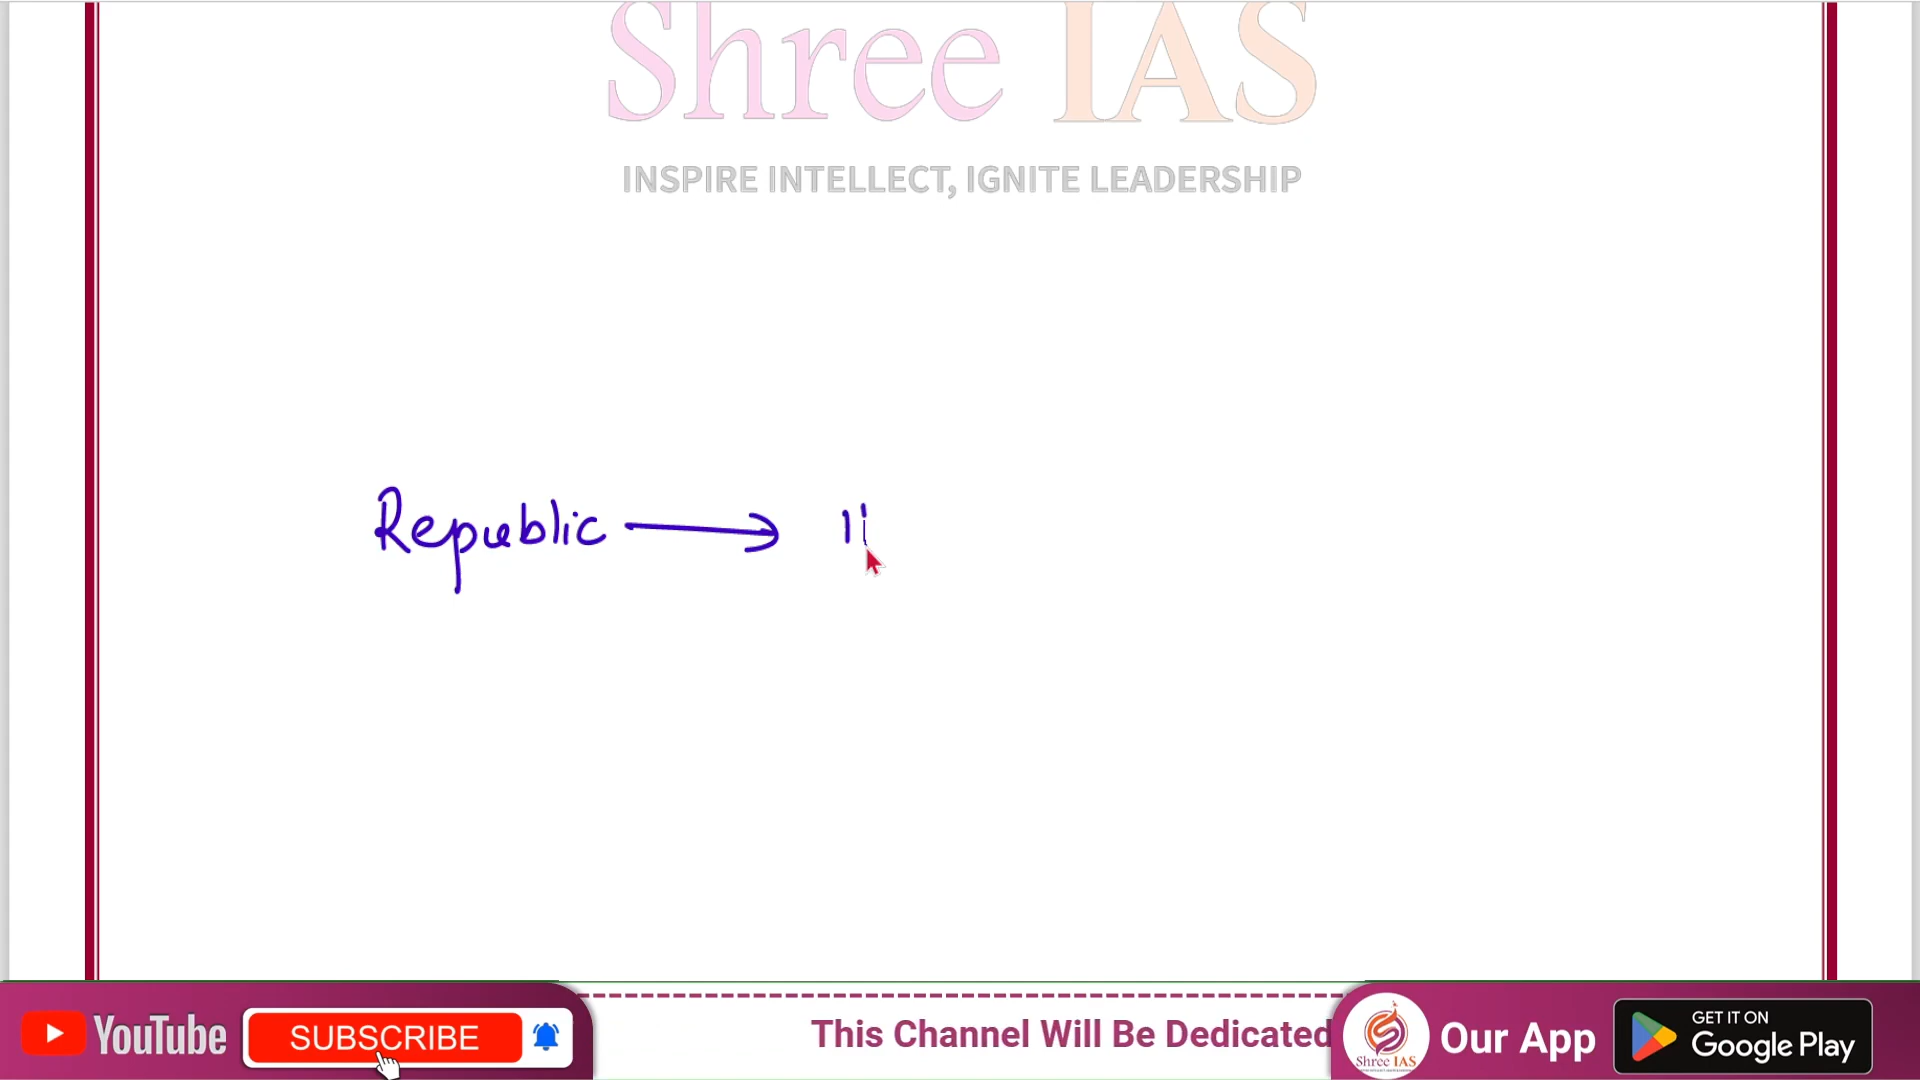 Shree IAS
INSPIRE INTELLECT, IGNITE LEADERSHIP
Republic →
YouTube SUBSCRIBE
This Channel Will Be Dedicated
Shree IAS
Our App
GET IT ON
Google Play